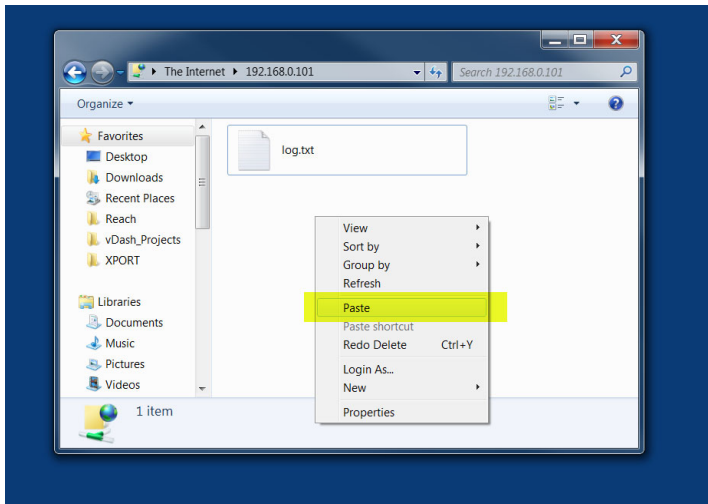 The Internet 192.168.0.101
Search 192.168.0.101
Organize
Favorites
Desktop
Downloads
Recent Places
Reach
vDash_Projects
XPORT
Libraries
Documents
Music
Pictures
Videos
log.txt
View
Sort by
Group by
Refresh
Paste
Paste shortcut
Redo Delete Ctrl+Y
Login As...
New
Properties
1 item